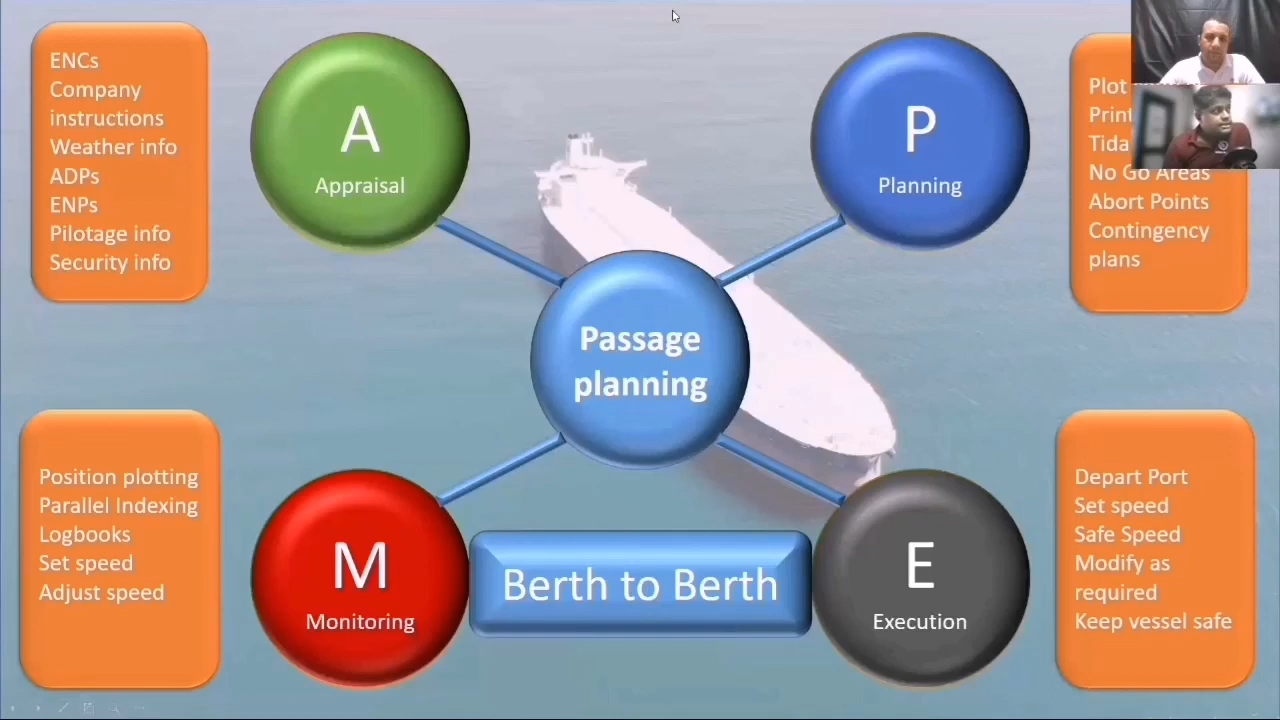 ENCs
Company
instructions
Weather info
ADPs
ENPs
Pilotage info
Security info
A
Appraisal
P
Planning
Plot
Print
No Go Areas
Abort Points
Contingency
plans
Passage
planning
Position plotting
Parallel Indexing
Logbooks
Set speed
Adjust speed
M
Monitoring
Berth to Berth
E
Execution
Depart Port
Set speed
Safe Speed
Modify as
required
Keep vessel safe